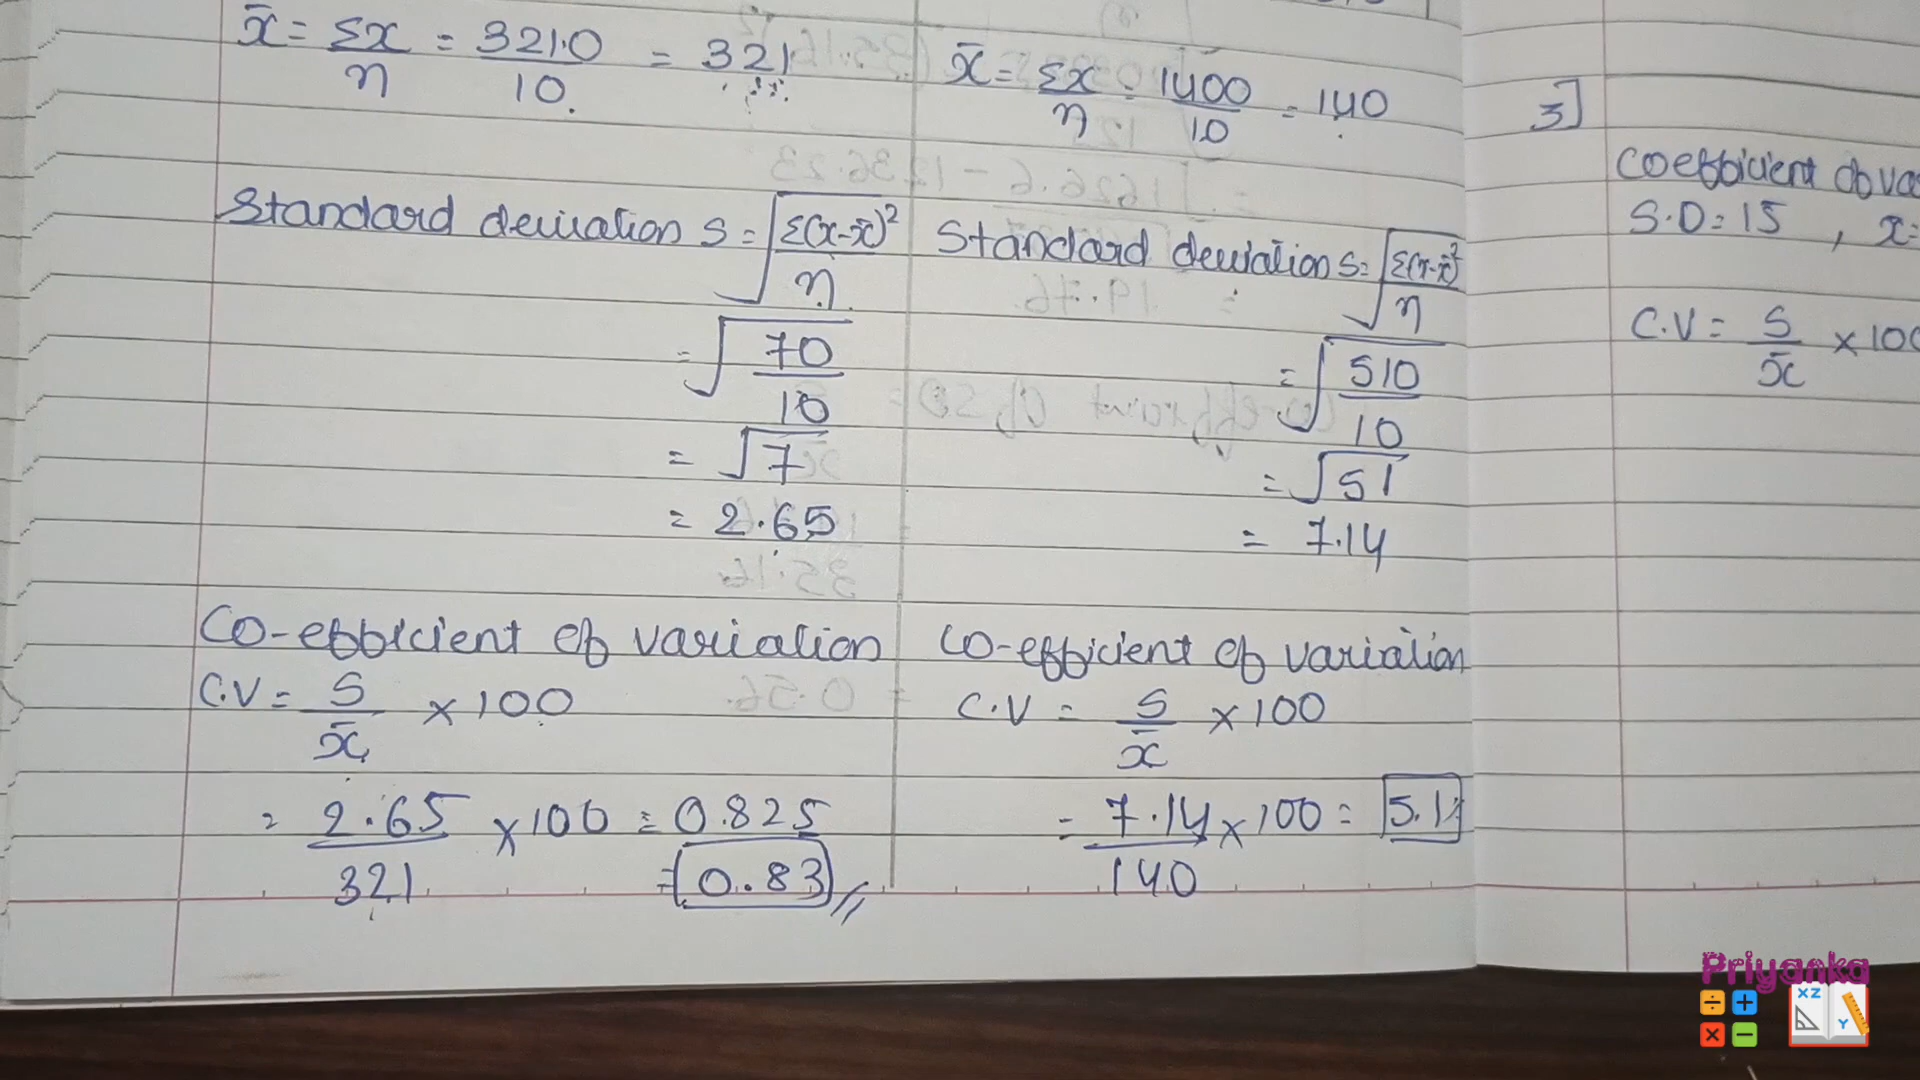 x̄ = Σx/n = 3210/10 = 321
Standard deviation s = √(Σ(x-x̄)²/n)
= √(70/10)
= √7
= 2.65
Co-efficient of variation
C.V = s/x̄ × 100
= 2.65/321 × 100 = 0.825
= 0.83
x̄ = Σx/n = 1400/10 = 140
Standard deviation s = √(Σ(x-x̄)²/n)
= √(510/10)
= √51
= 7.14
Co-efficient of variation
C.V = s/x̄ × 100
= 7.14/140 × 100 = 5.1
3]
Coefficient of va
S.D = 15 , x̄ =
C.V = S/x̄ × 100
Priyanka
XZ
Y